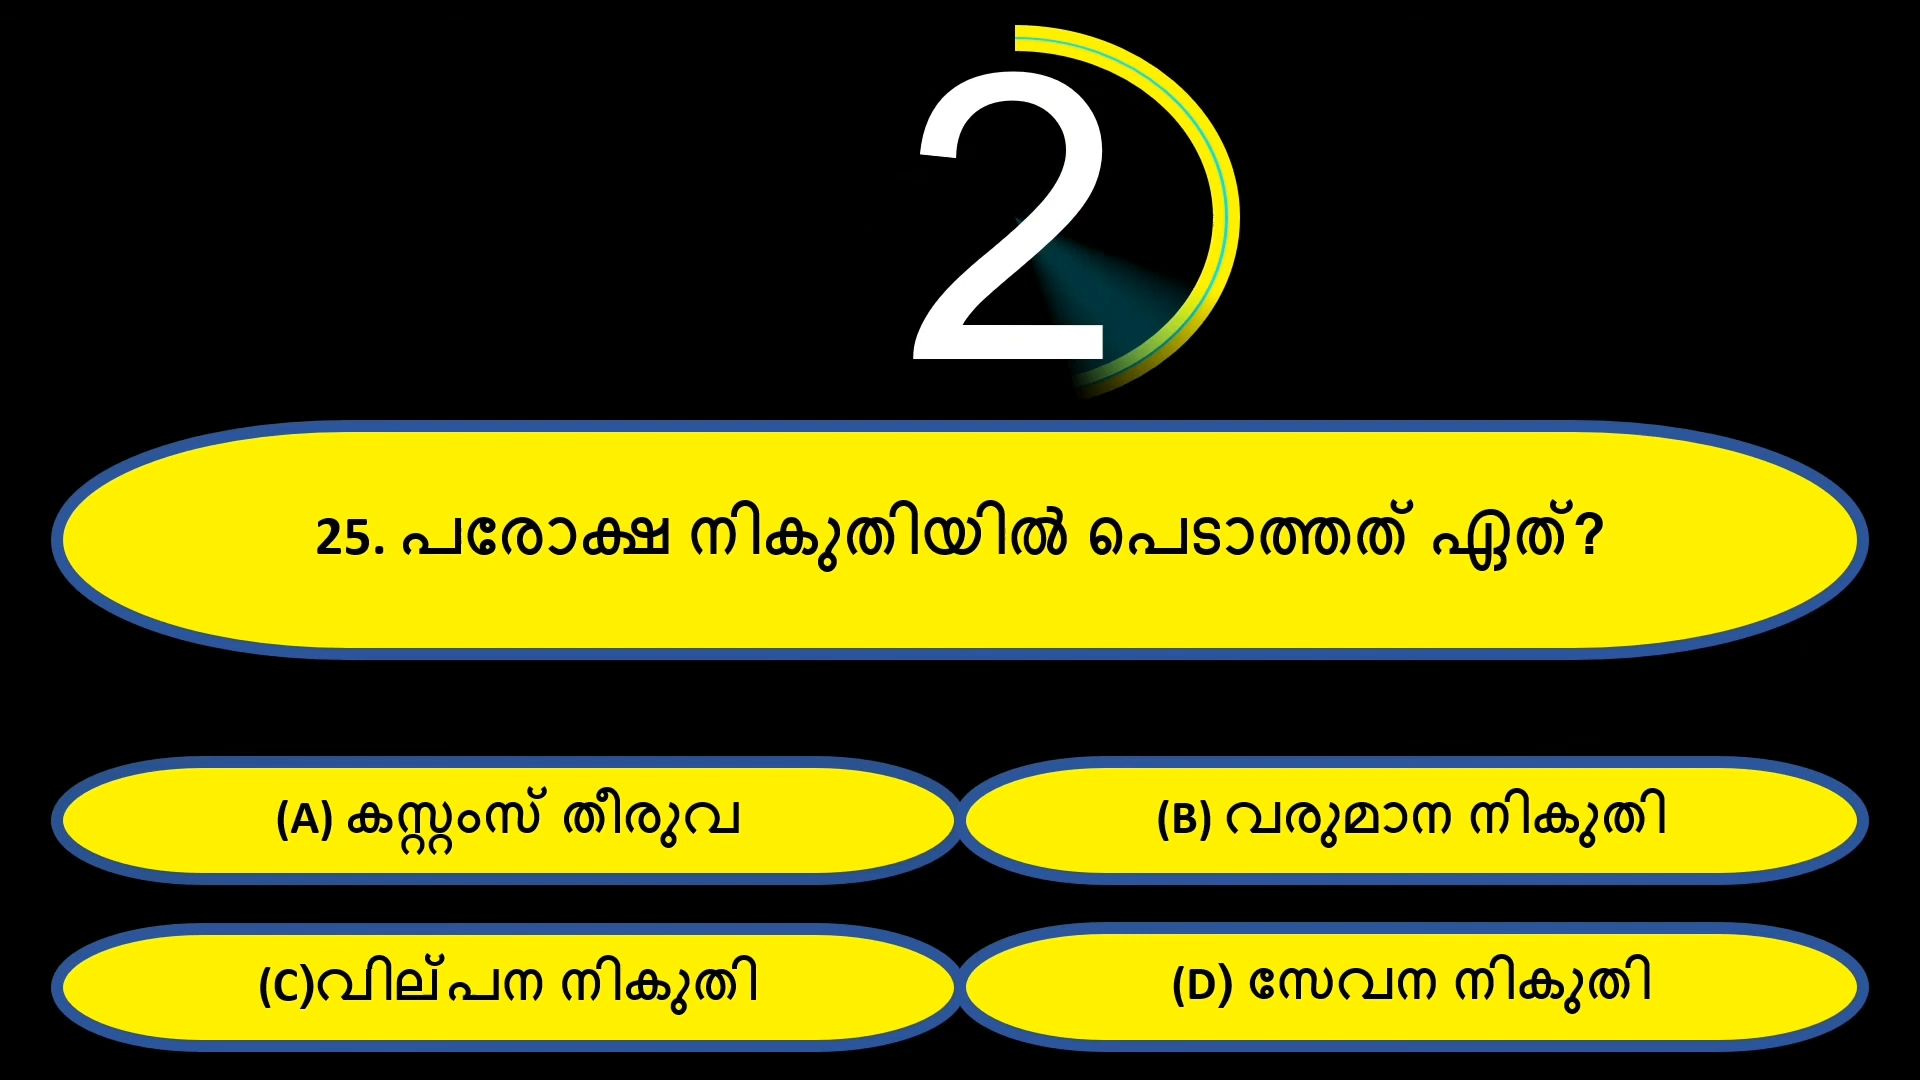 2
25. പരോക്ഷ നികുതിയിൽ പെടാത്തത് ഏത്?
(A) കസ്റ്റംസ് തീരുവ
(B) വരുമാന നികുതി
(C)വില്പന നികുതി
(D) സേവന നികുതി